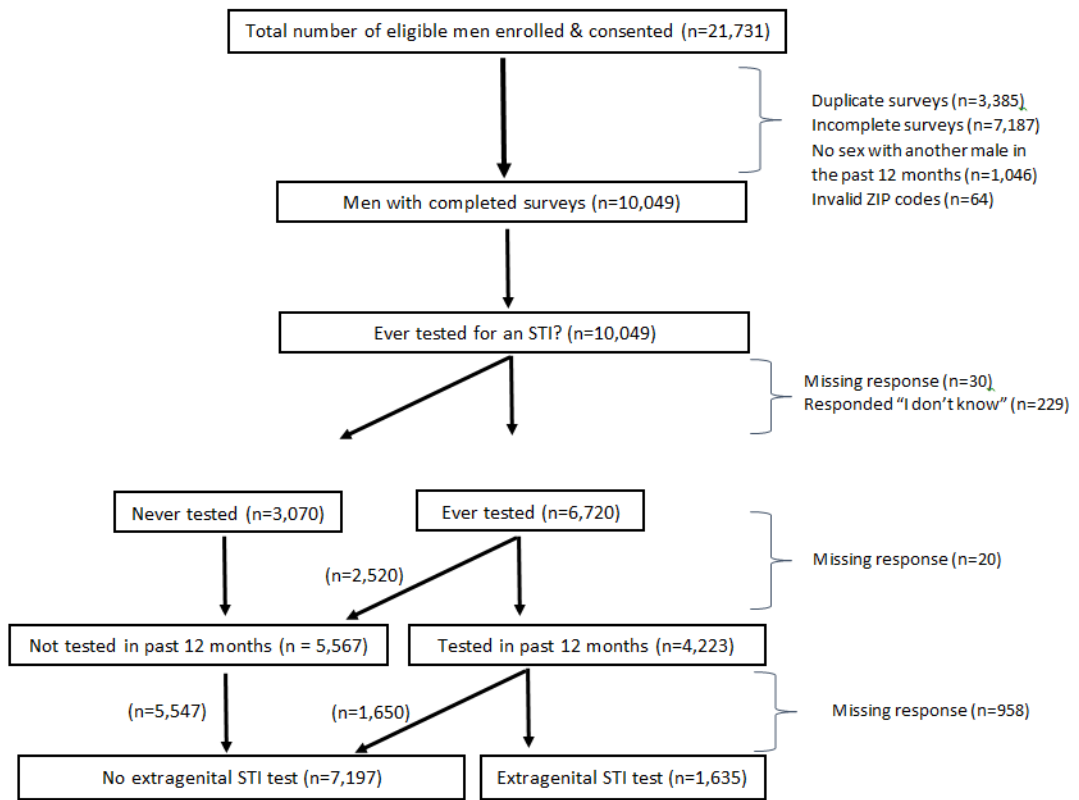 Total number of eligible men enrolled & consented (n=21,731)
Duplicate surveys (n=3,385)
Incomplete surveys (n=7,187)
No sex with another male in
the past 12 months (n=1,046)
Invalid ZIP codes (n=64)
Men with completed surveys (n=10,049)
Ever tested for an STI? (n=10,049)
Missing response (n=30)
Responded “I don’t know” (n=229)
Never tested (n=3,070)
Ever tested (n=6,720)
Missing response (n=20)
(n=2,520)
Not tested in past 12 months (n = 5,567)
Tested in past 12 months (n=4,223)
(n=5,547)
(n=1,650)
Missing response (n=958)
No extragenital STI test (n=7,197)
Extragenital STI test (n=1,635)